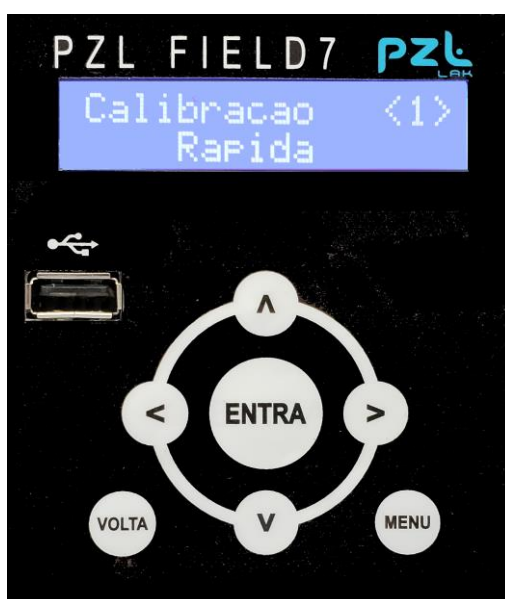 PZL FIELD7 PZL
LAK
Calibracao <1>
Rapida
^
< ENTRA >
VOLTA v MENU